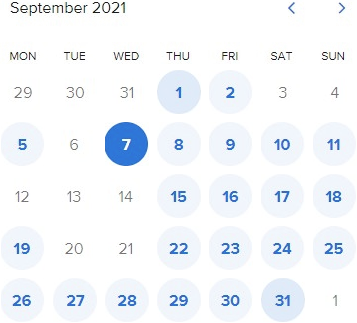 September 2021
MON TUE WED THU FRI SAT SUN
29 30 31 1 2 3 4
5 6 7 8 9 10 11
12 13 14 15 16 17 18
19 20 21 22 23 24 25
26 27 28 29 30 31 1